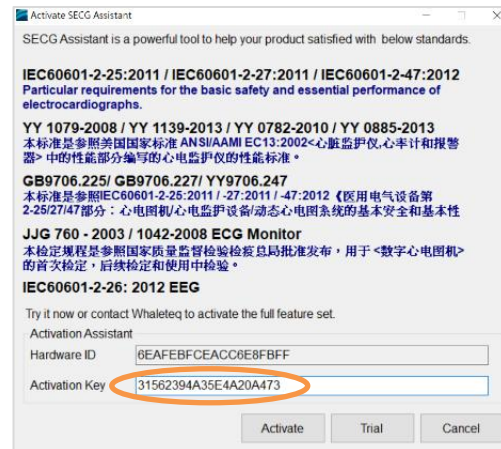 Activate SECG Assistant
SECG Assistant is a powerful tool to help your product satisfied with below standards.
IEC60601-2-25:2011 / IEC60601-2-27:2011 / IEC60601-2-47:2012
Particular requirements for the basic safety and essential performance of
electrocardiographs.
YY 1079-2008 / YY 1139-2013 / YY 0782-2010 / YY 0885-2013
本标准是参照美国国家标准 ANSI/AAMI EC13:2002<心脏监护仪,心率计和报警
器> 中的性能部分编写的心电监护仪的性能标准。
GB9706.225/ GB9706.227/ YY9706.247
本标准是参照IEC60601-2-25:2011 / -27:2011 / -47:2012 《医用电气设备第
2-25/27/47部分：心电图机/心电监护设备/动态心电图系统的基本安全和基本性
JJG 760 - 2003 / 1042-2008 ECG Monitor
本检定规程是参照国家质量监督检验检疫总局批准发布，用于 <数字心电图机>
的首次检定，后续检定和使用中检验。
IEC60601-2-26: 2012 EEG
Try it now or contact Whaleteq to activate the full feature set.
Activation Assistant
Hardware ID 6EAFEBFCEACC6E8FBFF
Activation Key 31562394A35E4A20A473
Activate Trial Cancel